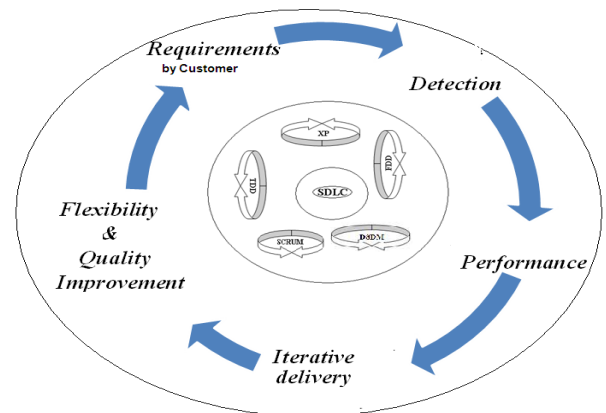 Requirements
by Customer
Detection
Performance
Iterative
delivery
Flexibility
&
Quality
Improvement
XP
FDD
DSDM
SCRUM
TDD
SDLC